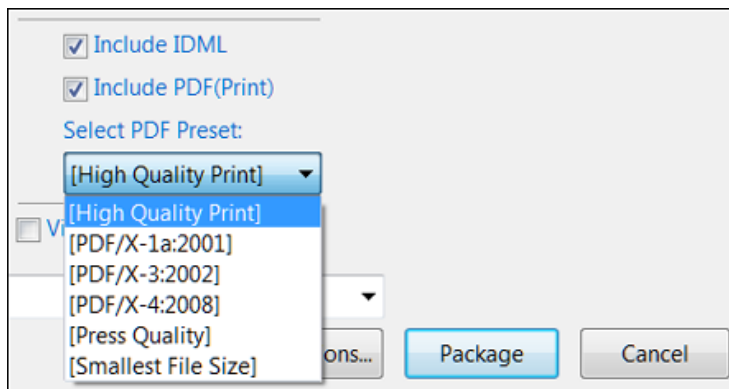 Include IDML
Include PDF(Print)
Select PDF Preset:
[High Quality Print]
[High Quality Print]
[PDF/X-1a:2001]
[PDF/X-3:2002]
[PDF/X-4:2008]
[Press Quality]
[Smallest File Size]
Package
Cancel